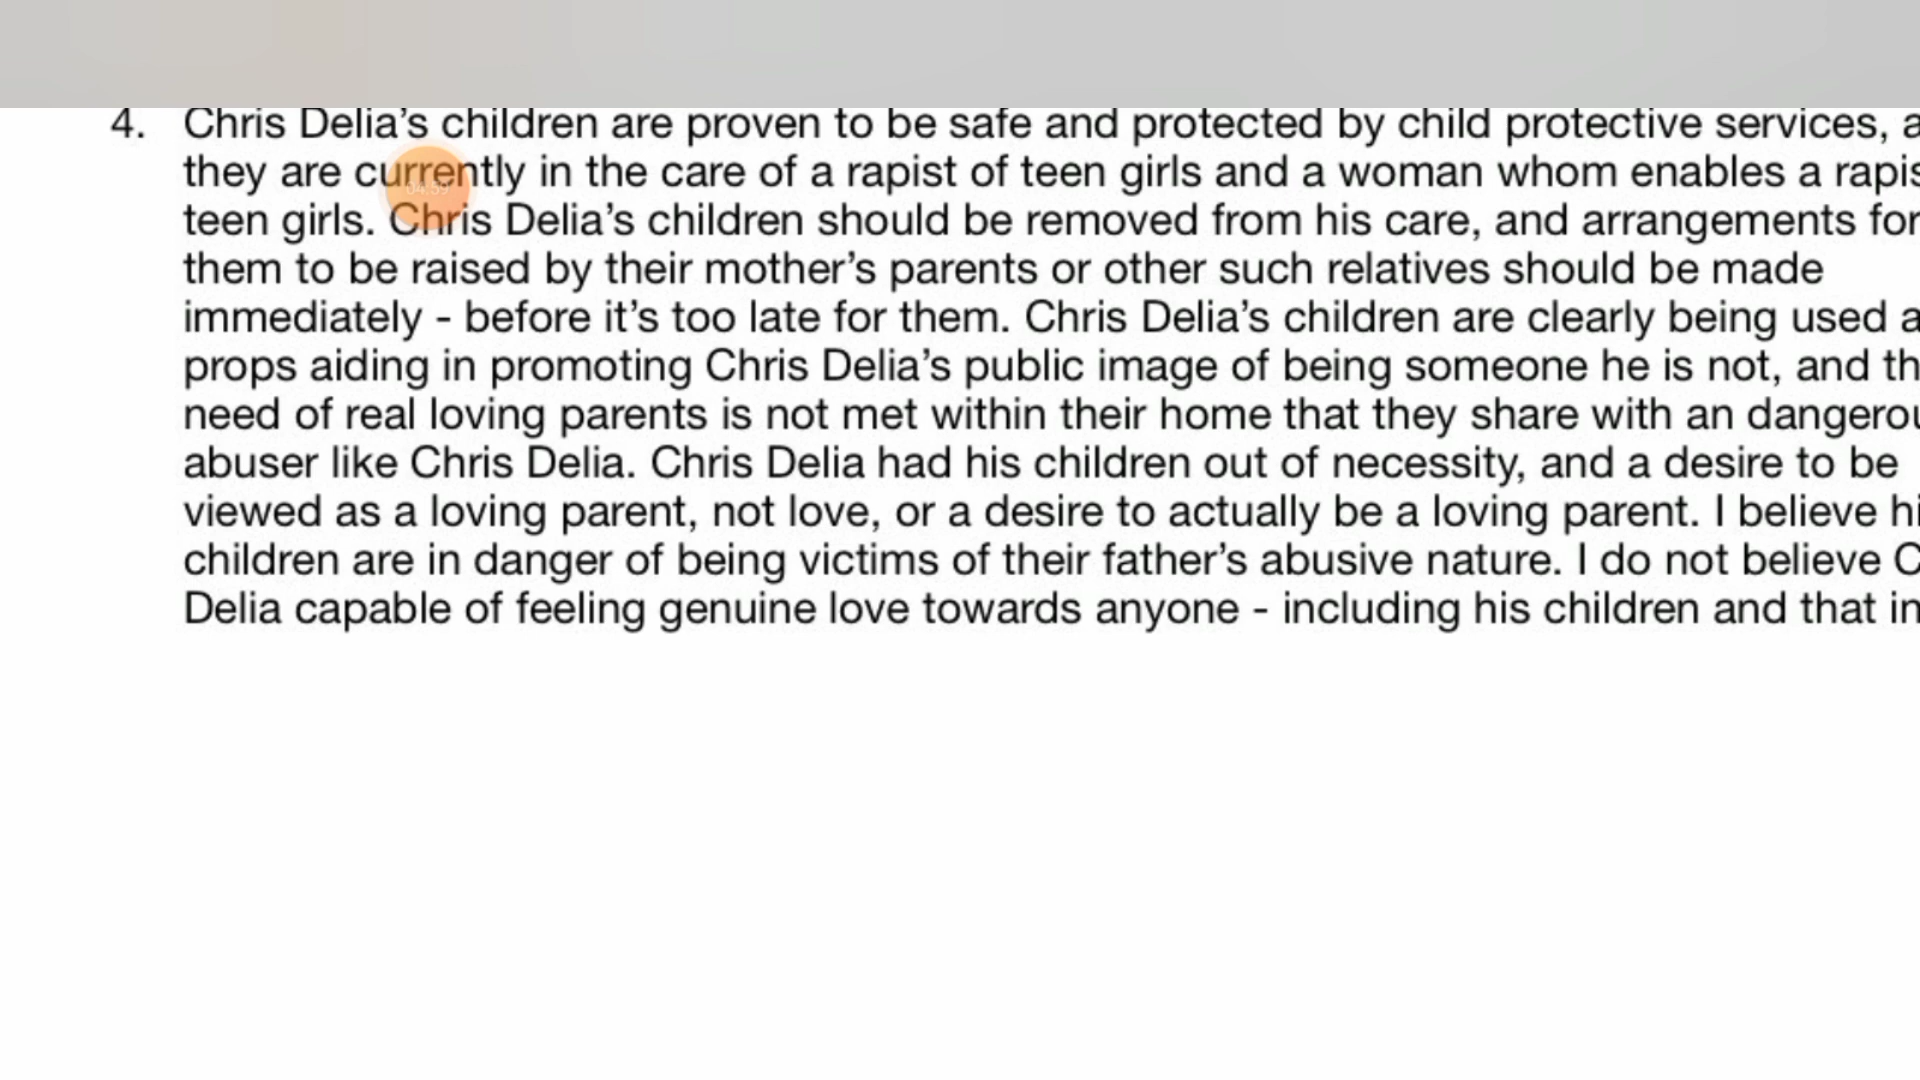 4. Chris Delia's children are proven to be safe and protected by child protective services,
they are currently in the care of a rapist of teen girls and a woman whom enables a
teen girls. Chris Delia's children should be removed from his care, and arrangements for
them to be raised by their mother's parents or other such relatives should be made
immediately - before it's too late for them. Chris Delia's children are clearly being used
props aiding in promoting Chris Delia's public image of being someone he is not, and
need of real loving parents is not met within their home that they share with an
abuser like Chris Delia. Chris Delia had his children out of necessity, and a desire to be
viewed as a loving parent, not love, or a desire to actually be a loving parent. I believe
children are in danger of being victims of their father's abusive nature. I do not believe
Delia capable of feeling genuine love towards anyone - including his children and that
04:59